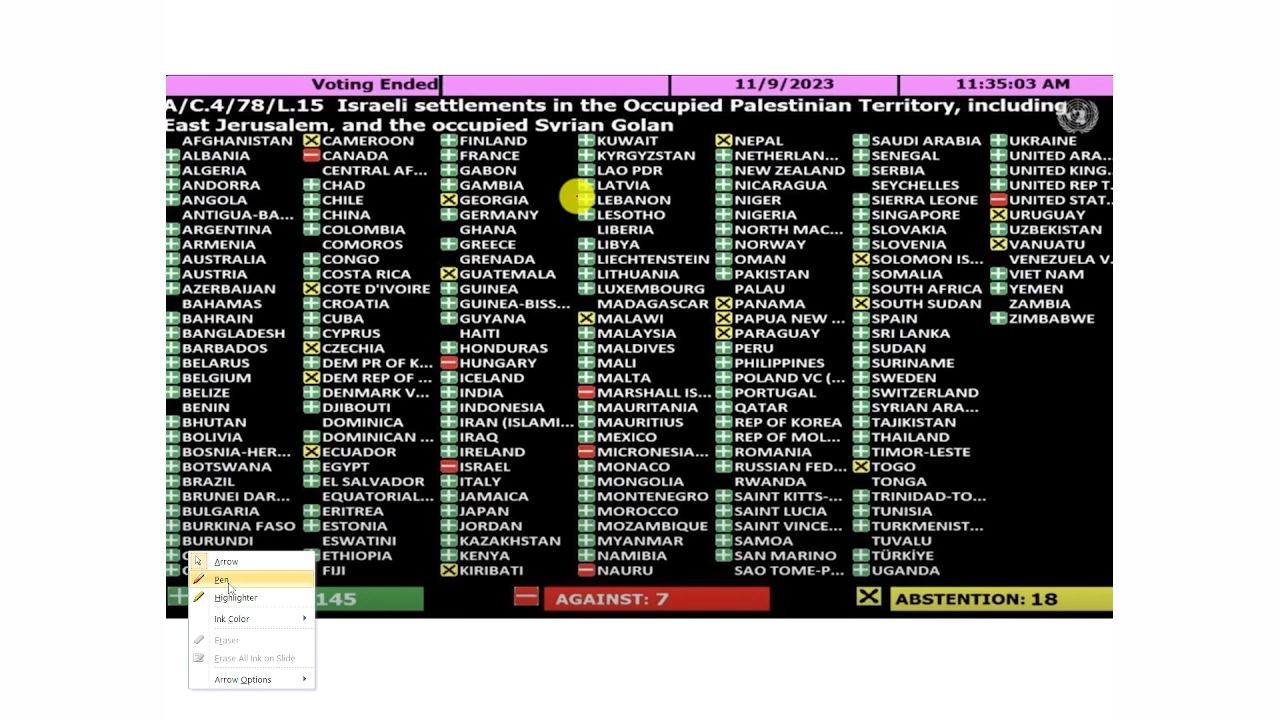 Voting Ended 11/9/2023 11:35:03 AM
A/C.4/78/L.15 Israeli settlements in the Occupied Palestinian Territory, including
East Jerusalem, and the occupied Syrian Golan
AFGHANISTAN CAMEROON FINLAND KUWAIT NEPAL SAUDI ARABIA UKRAINE
ALBANIA CANADA FRANCE KYRGYZSTAN NETHERLAN... SENEGAL UNITED ARA...
ALGERIA CENTRAL AF... GABON LAO PDR NEW ZEALAND SERBIA UNITED KING...
ANDORRA CHAD GAMBIA LATVIA NICARAGUA SEYCHELLES UNITED REP T...
ANGOLA CHILE GEORGIA LEBANON NIGER SIERRA LEONE UNITED STAT...
ANTIGUA-BA... CHINA GERMANY LESOTHO NIGERIA SINGAPORE URUGUAY
ARGENTINA COLOMBIA GHANA LIBERIA NORTH MAC... SLOVAKIA UZBEKISTAN
ARMENIA COMOROS GREECE LIBYA NORWAY SLOVENIA VANUATU
AUSTRALIA CONGO GRENADA LIECHTENSTEIN OMAN SOLOMON IS... VENEZUELA V...
AUSTRIA COSTA RICA GUATEMALA LITHUANIA PAKISTAN SOMALIA VIET NAM
AZERBAIJAN COTE D'IVOIRE GUINEA LUXEMBOURG PALAU SOUTH AFRICA YEMEN
BAHAMAS CROATIA GUINEA-BISS... MADAGASCAR PANAMA SOUTH SUDAN ZAMBIA
BAHRAIN CUBA GUYANA MALAWI PAPUA NEW ... SPAIN ZIMBABWE
BANGLADESH CYPRUS HAITI MALAYSIA PARAGUAY SRI LANKA
BARBADOS CZECHIA HONDURAS MALDIVES PERU SUDAN
BELARUS DEM PR OF K... HUNGARY MALI PHILIPPINES SURINAME
BELGIUM DEM REP OF ... ICELAND MALTA POLAND VC (... SWEDEN
BELIZE DENMARK V... INDIA MARSHALL IS... PORTUGAL SWITZERLAND
BENIN DJIBOUTI INDONESIA MAURITANIA QATAR SYRIAN ARA...
BHUTAN DOMINICA IRAN (ISLAMI... MAURITIUS REP OF KOREA TAJIKISTAN
BOLIVIA DOMINICAN ... IRAQ MEXICO REP OF MOL... THAILAND
BOSNIA-HER... ECUADOR IRELAND MICRONESIA... ROMANIA TIMOR-LESTE
BOTSWANA EGYPT ISRAEL MONACO RUSSIAN FED... TOGO
BRAZIL EL SALVADOR ITALY MONGOLIA RWANDA TONGA
BRUNEI DAR... EQUATORIAL... JAMAICA MONTENEGRO SAINT KITTS-... TRINIDAD-TO...
BULGARIA ERITREA JAPAN MOROCCO SAINT LUCIA TUNISIA
BURKINA FASO ESTONIA JORDAN MOZAMBIQUE SAINT VINCE... TURKMENIST...
BURUNDI ESWATINI KAZAKHSTAN MYANMAR SAMOA TUVALU
ETHIOPIA KENYA NAMIBIA SAN MARINO TÜRKİYE
FIJI KIRIBATI NAURU SAO TOME-P... UGANDA
145 AGAINST: 7 ABSTENTION: 18
Arrow
Pen
Highlighter
Ink Color
Eraser
Erase All Ink on Slide
Arrow Options